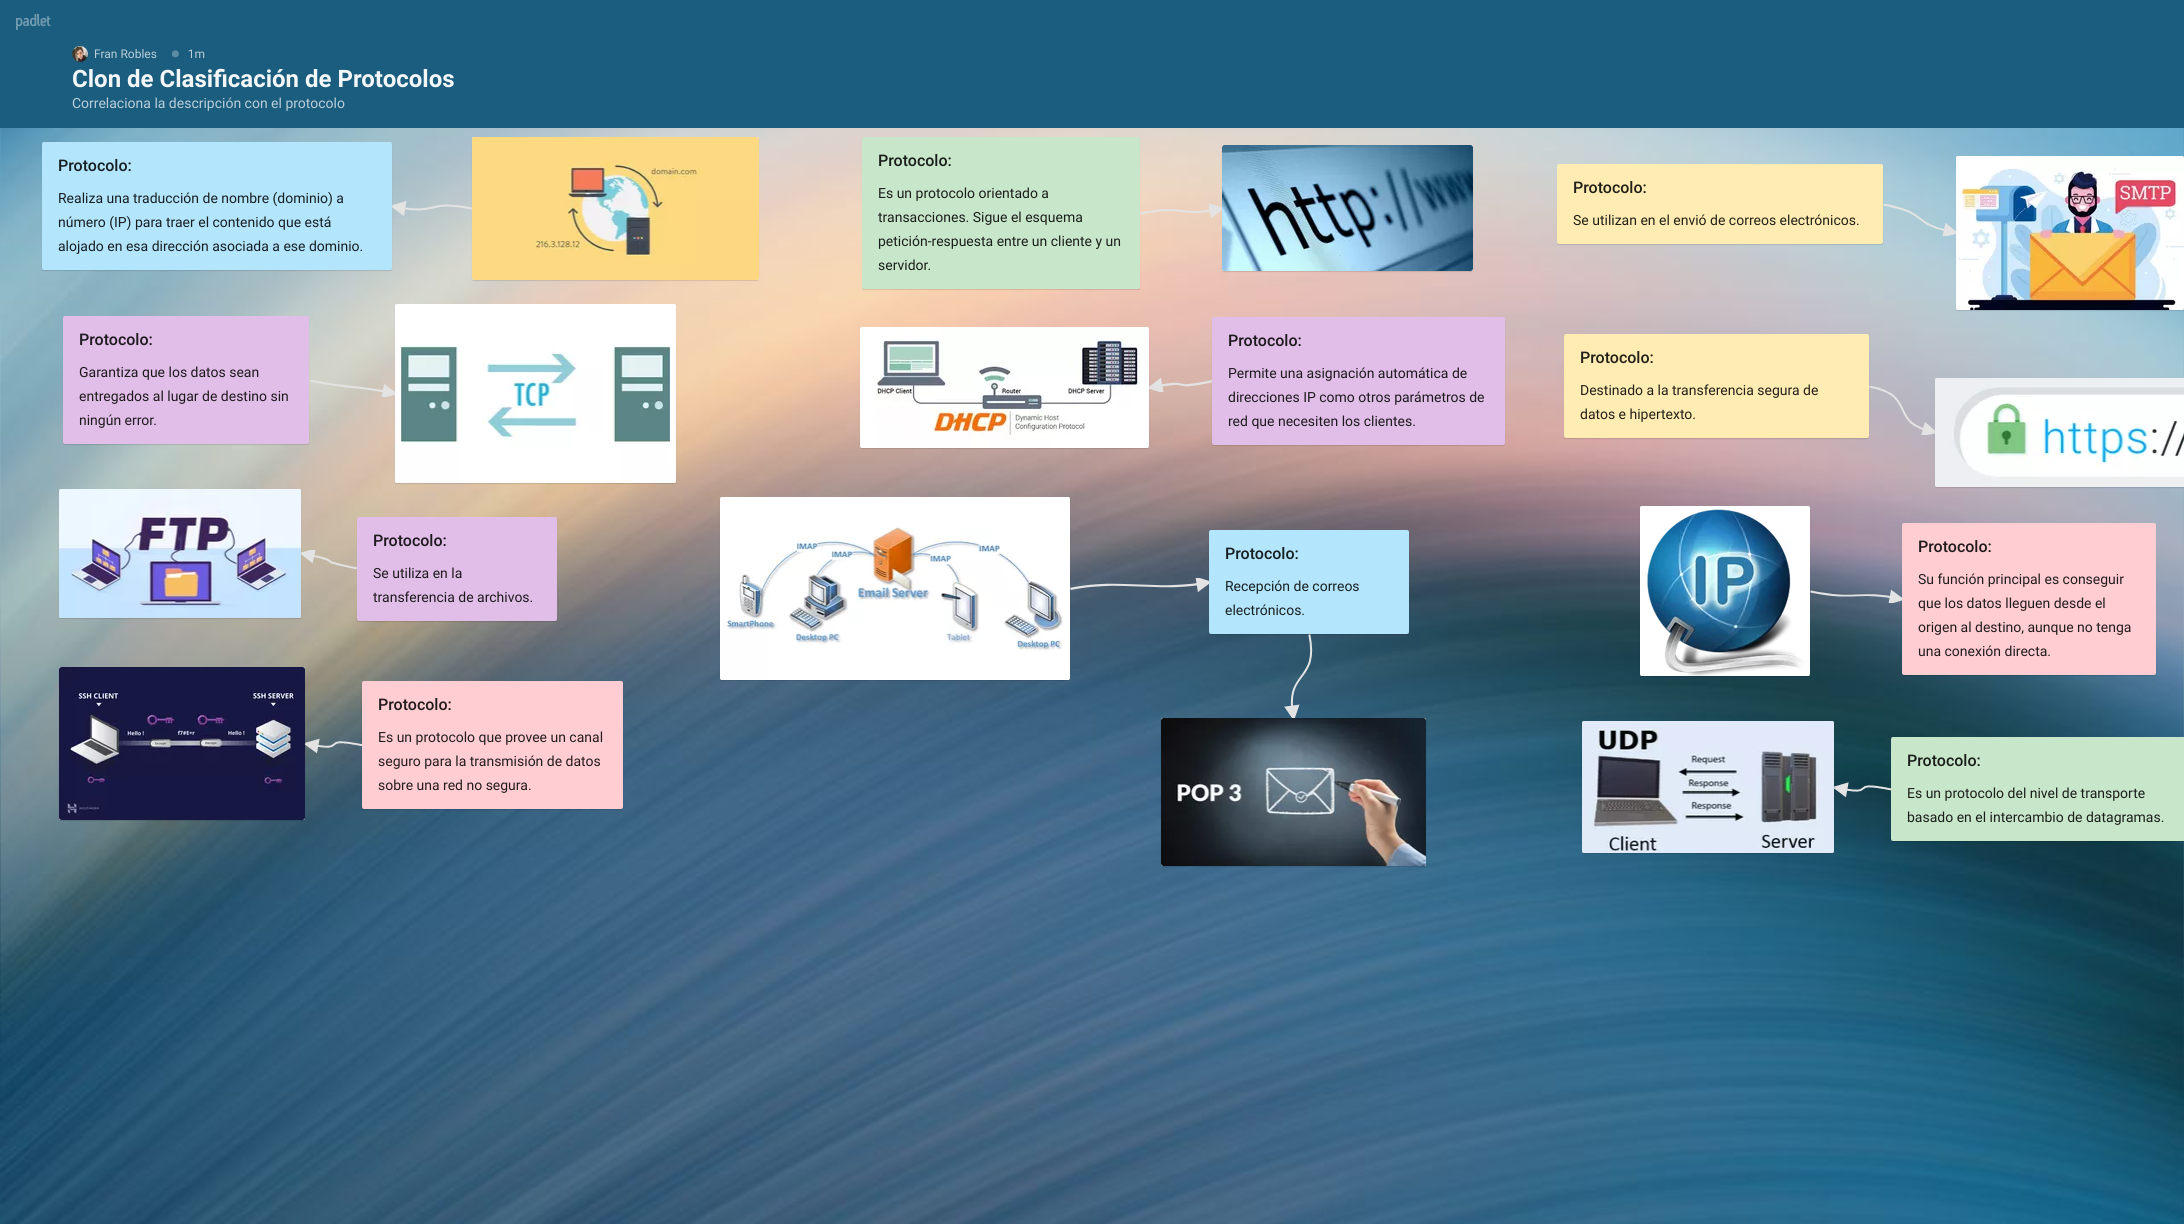 padlet
Fran Robles 1m
Clon de Clasificación de Protocolos
Correlaciona la descripción con el protocolo
Protocolo:
Realiza una traducción de nombre (dominio) a
número (IP) para traer el contenido que está
alojado en esa dirección asociada a ese dominio.
domain.com
216.3.128.12
Protocolo:
Es un protocolo orientado a
transacciones. Sigue el esquema
petición-respuesta entre un cliente y un
servidor.
http://www
Protocolo:
Se utilizan en el envió de correos electrónicos.
SMTP
Protocolo:
Garantiza que los datos sean
entregados al lugar de destino sin
ningún error.
TCP
DHCP Client
Router
DHCP Server
DHCP
Dynamic Host
Configuration Protocol
Protocolo:
Permite una asignación automática de
direcciones IP como otros parámetros de
red que necesiten los clientes.
Protocolo:
Destinado a la transferencia segura de
datos e hipertexto.
https://
FTP
Protocolo:
Se utiliza en la
transferencia de archivos.
IMAP
IMAP
IMAP
IMAP
Email Server
SmartPhone
Desktop PC
Tablet
Desktop PC
Protocolo:
Recepción de correos
electrónicos.
IP
Protocolo:
Su función principal es conseguir
que los datos lleguen desde el
origen al destino, aunque no tenga
una conexión directa.
SSH CLIENT
SSH SERVER
Hello !
f7#E+r
Hello !
Protocolo:
Es un protocolo que provee un canal
seguro para la transmisión de datos
sobre una red no segura.
POP 3
UDP
Request
Response
Response
Client
Server
Protocolo:
Es un protocolo del nivel de transporte
basado en el intercambio de datagramas.